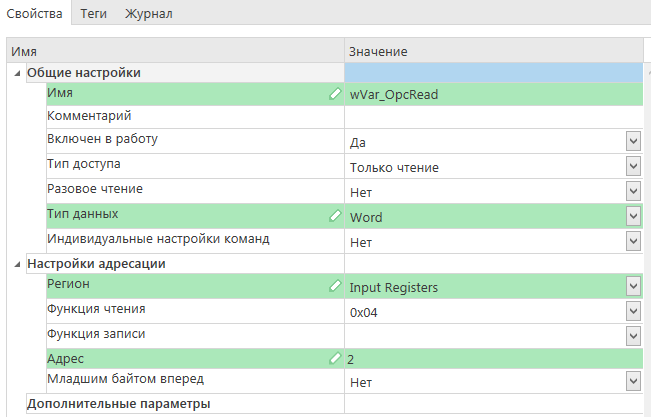 Свойства Теги Журнал
Имя Значение
Общие настройки
Имя wVar_OpcRead
Комментарий
Включен в работу Да
Тип доступа Только чтение
Разовое чтение Нет
Тип данных Word
Индивидуальные настройки команд Нет
Настройки адресации
Регион Input Registers
Функция чтения 0x04
Функция записи
Адрес 2
Младшим байтом вперед Нет
Дополнительные параметры